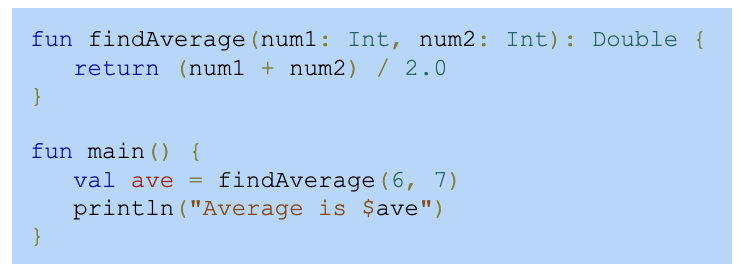 fun findAverage(num1: Int, num2: Int): Double {
   return (num1 + num2) / 2.0
}

fun main() {
   val ave = findAverage(6, 7)
   println("Average is $ave")
}